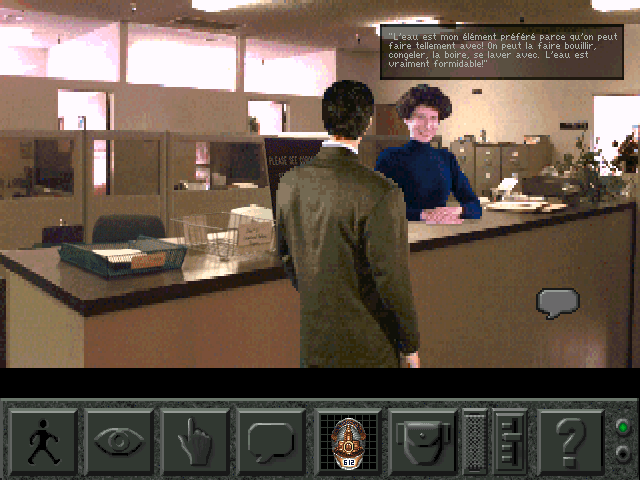 "L'eau est mon élément préféré parce qu'on peut
faire tellement avec! On peut la faire bouillir,
congeler, la boire, se laver avec. L'eau est
vraiment formidable!"
PLEASE SEE
612